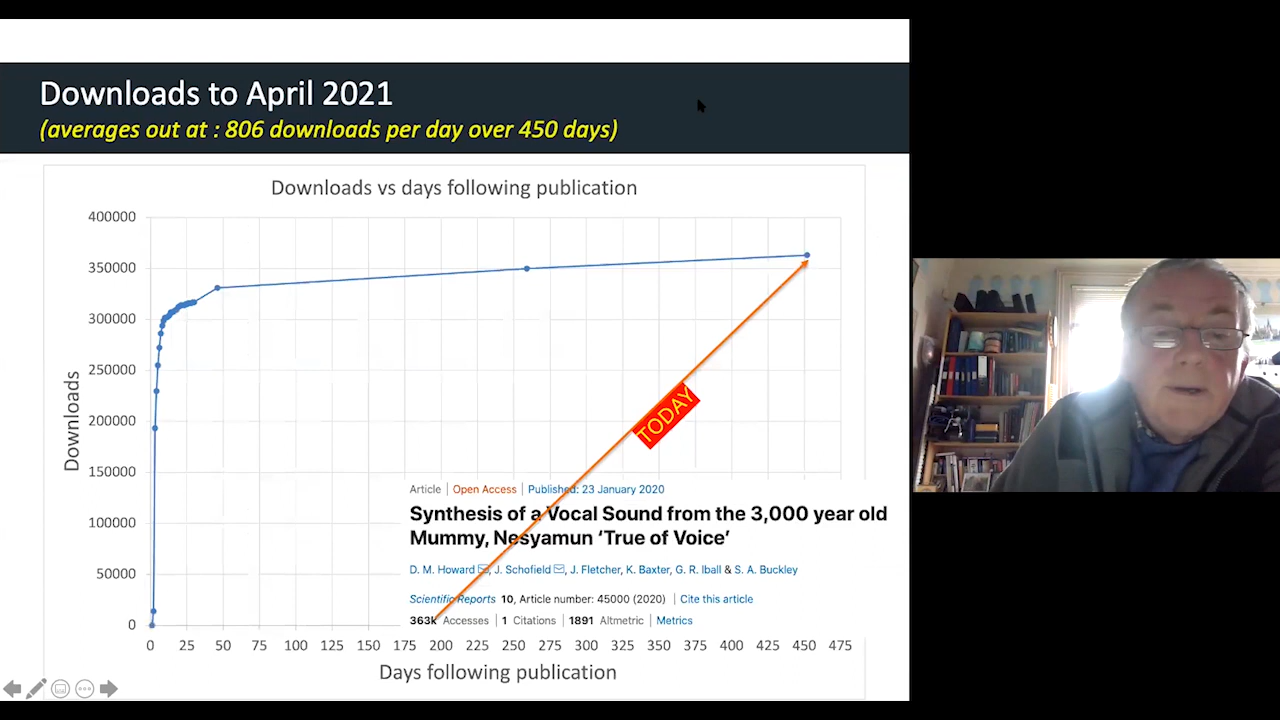 Downloads to April 2021
(averages out at : 806 downloads per day over 450 days)
Downloads vs days following publication
400000
350000
300000
250000
200000
150000
100000
50000
0
Downloads
TODAY
Article | Open Access | Published: 23 January 2020
Synthesis of a Vocal Sound from the 3,000 year old
Mummy, Nesyamun ‘True of Voice’
D. M. Howard, J. Schofield, J. Fletcher, K. Baxter, G. R. Iball & S. A. Buckley
Scientific Reports 10, Article number: 45000 (2020) | Cite this article
363k Accesses | 1 Citations | 1891 Altmetric | Metrics
0 25 50 75 100 125 150 175 200 225 250 275 300 325 350 375 400 425 450 475
Days following publication